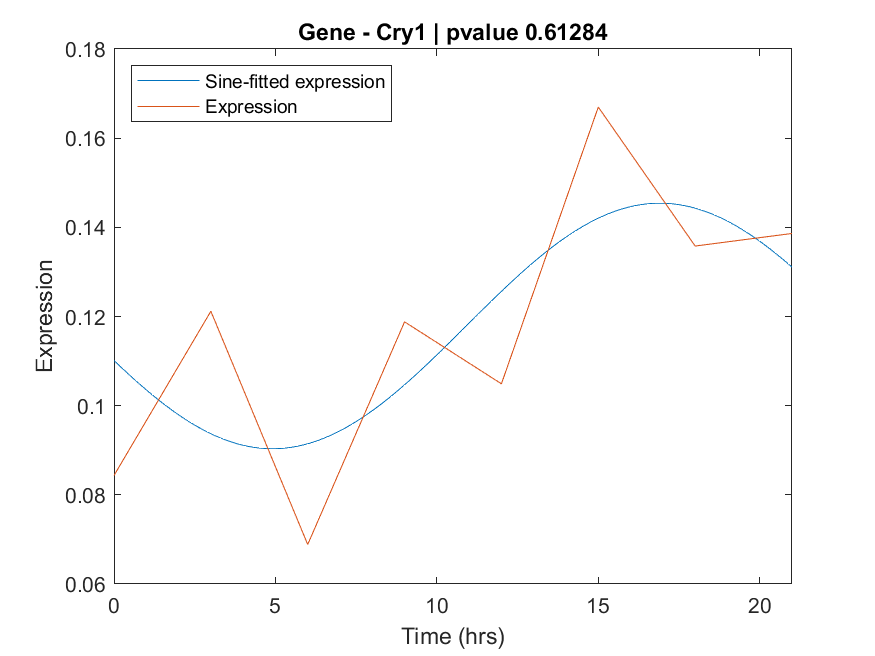 Gene - Cry1 | pvalue 0.61284
0.18
Sine-fitted expression
Expression
0.16
0.14
0.12
0.1
0.08
0.06
Expression
0 5 10 15 20
Time (hrs)